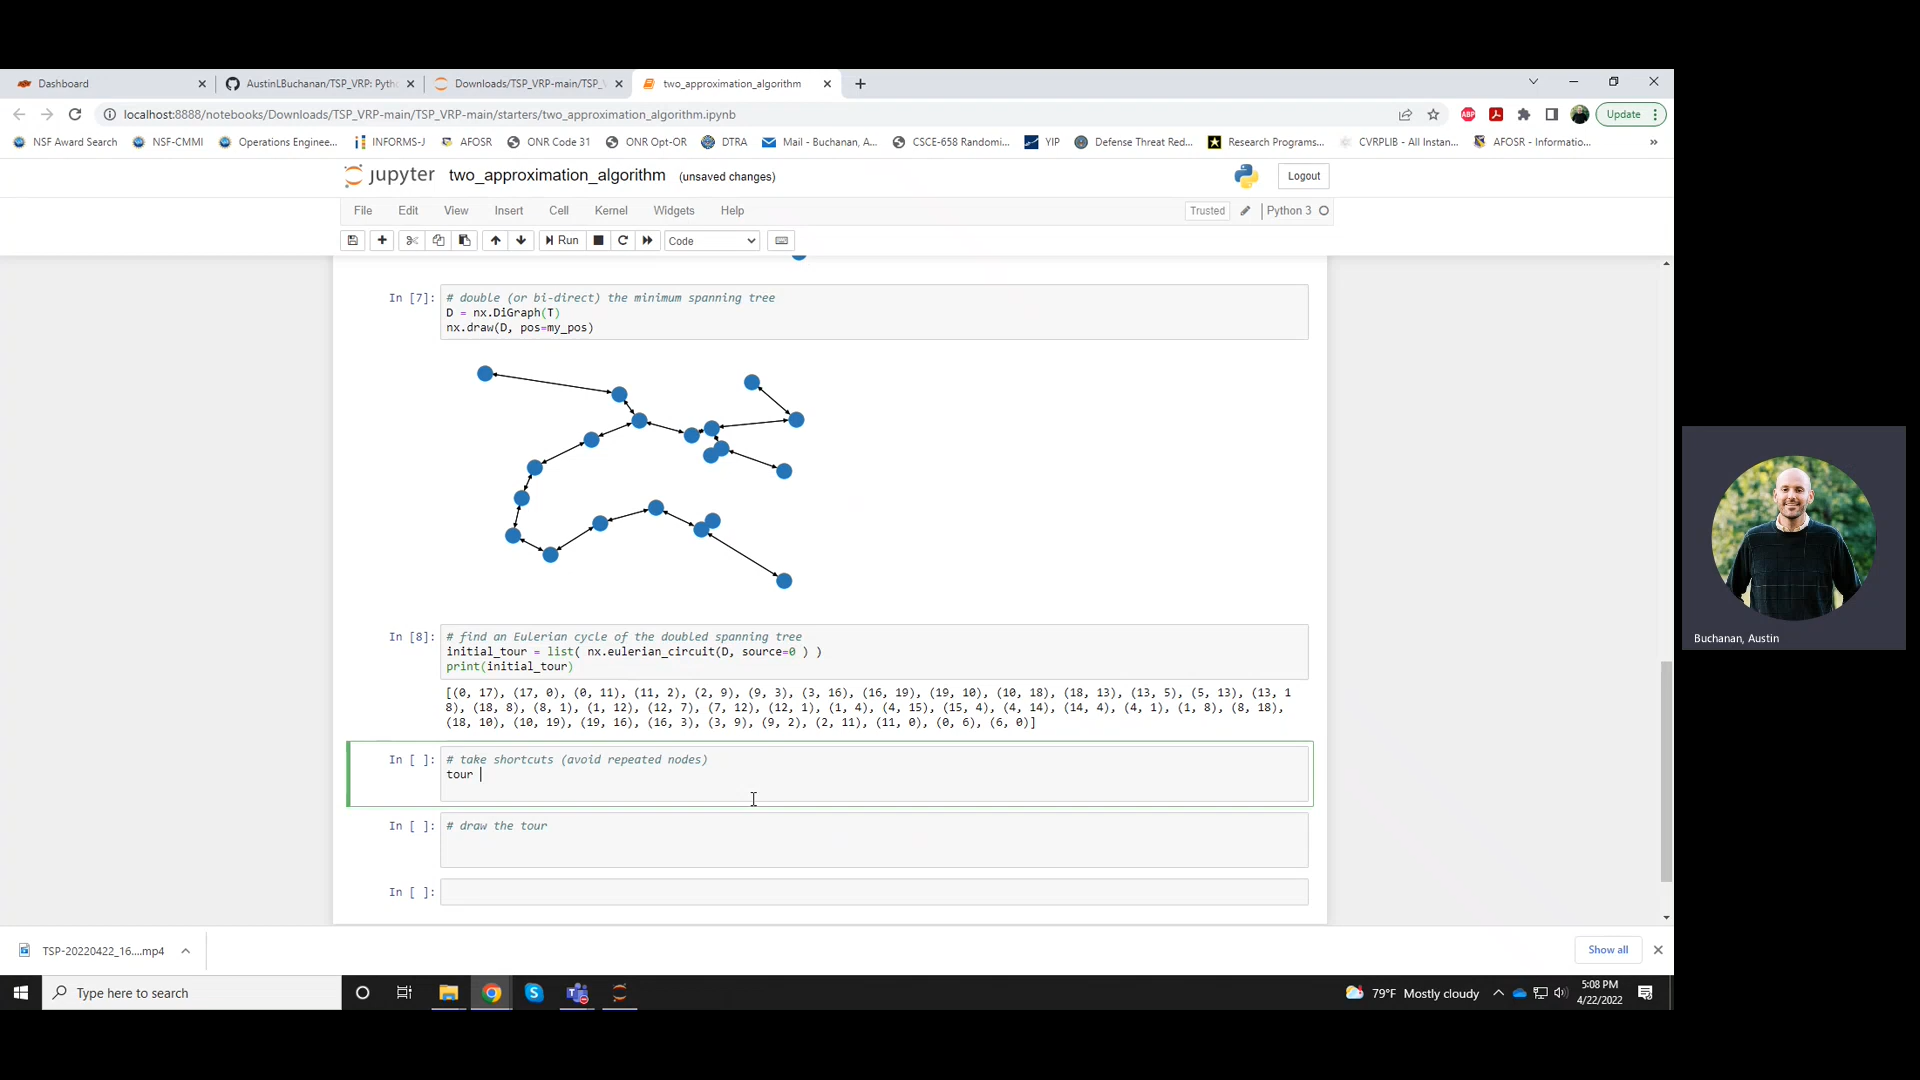 Dashboard
AustinLBuchanan/TSP_VRP: Pyth
Downloads/TSP_VRP-main/TSP_V
two_approximation_algorithm
localhost:8888/notebooks/Downloads/TSP_VRP-main/TSP_VRP-main/starters/two_approximation_algorithm.ipynb
ABP
Update
NSF Award Search
NSF-CMMI
Operations Enginee...
INFORMS-J
AFOSR
ONR Code 31
ONR Opt-OR
DTRA
Mail - Buchanan, A...
CSCE-658 Randomi...
YIP
Defense Threat Red...
Research Programs...
CVRPLIB - All Instan...
AFOSR - Informatio...
»
jupyter two_approximation_algorithm (unsaved changes)
Logout
File Edit View Insert Cell Kernel Widgets Help
Trusted
Python 3
Run
Code
In [7]:
# double (or bi-direct) the minimum spanning tree
D = nx.DiGraph(T)
nx.draw(D, pos=my_pos)
In [8]:
# find an Eulerian cycle of the doubled spanning tree
initial_tour = list( nx.eulerian_circuit(D, source=0 ) )
print(initial_tour)
[(0, 17), (17, 0), (0, 11), (11, 2), (2, 9), (9, 3), (3, 16), (16, 19), (19, 10), (10, 18), (18, 13), (13, 5), (5, 13), (13, 1
8), (18, 8), (8, 1), (1, 12), (12, 7), (7, 12), (12, 1), (1, 4), (4, 15), (15, 4), (4, 14), (14, 4), (4, 1), (1, 8), (8, 18),
(18, 10), (10, 19), (19, 16), (16, 3), (3, 9), (9, 2), (2, 11), (11, 0), (0, 6), (6, 0)]
In [ ]:
# take shortcuts (avoid repeated nodes)
tour
In [ ]:
# draw the tour
In [ ]:
Buchanan, Austin
TSP-20220422_16....mp4
Show all
Type here to search
79°F Mostly cloudy
5:08 PM
4/22/2022